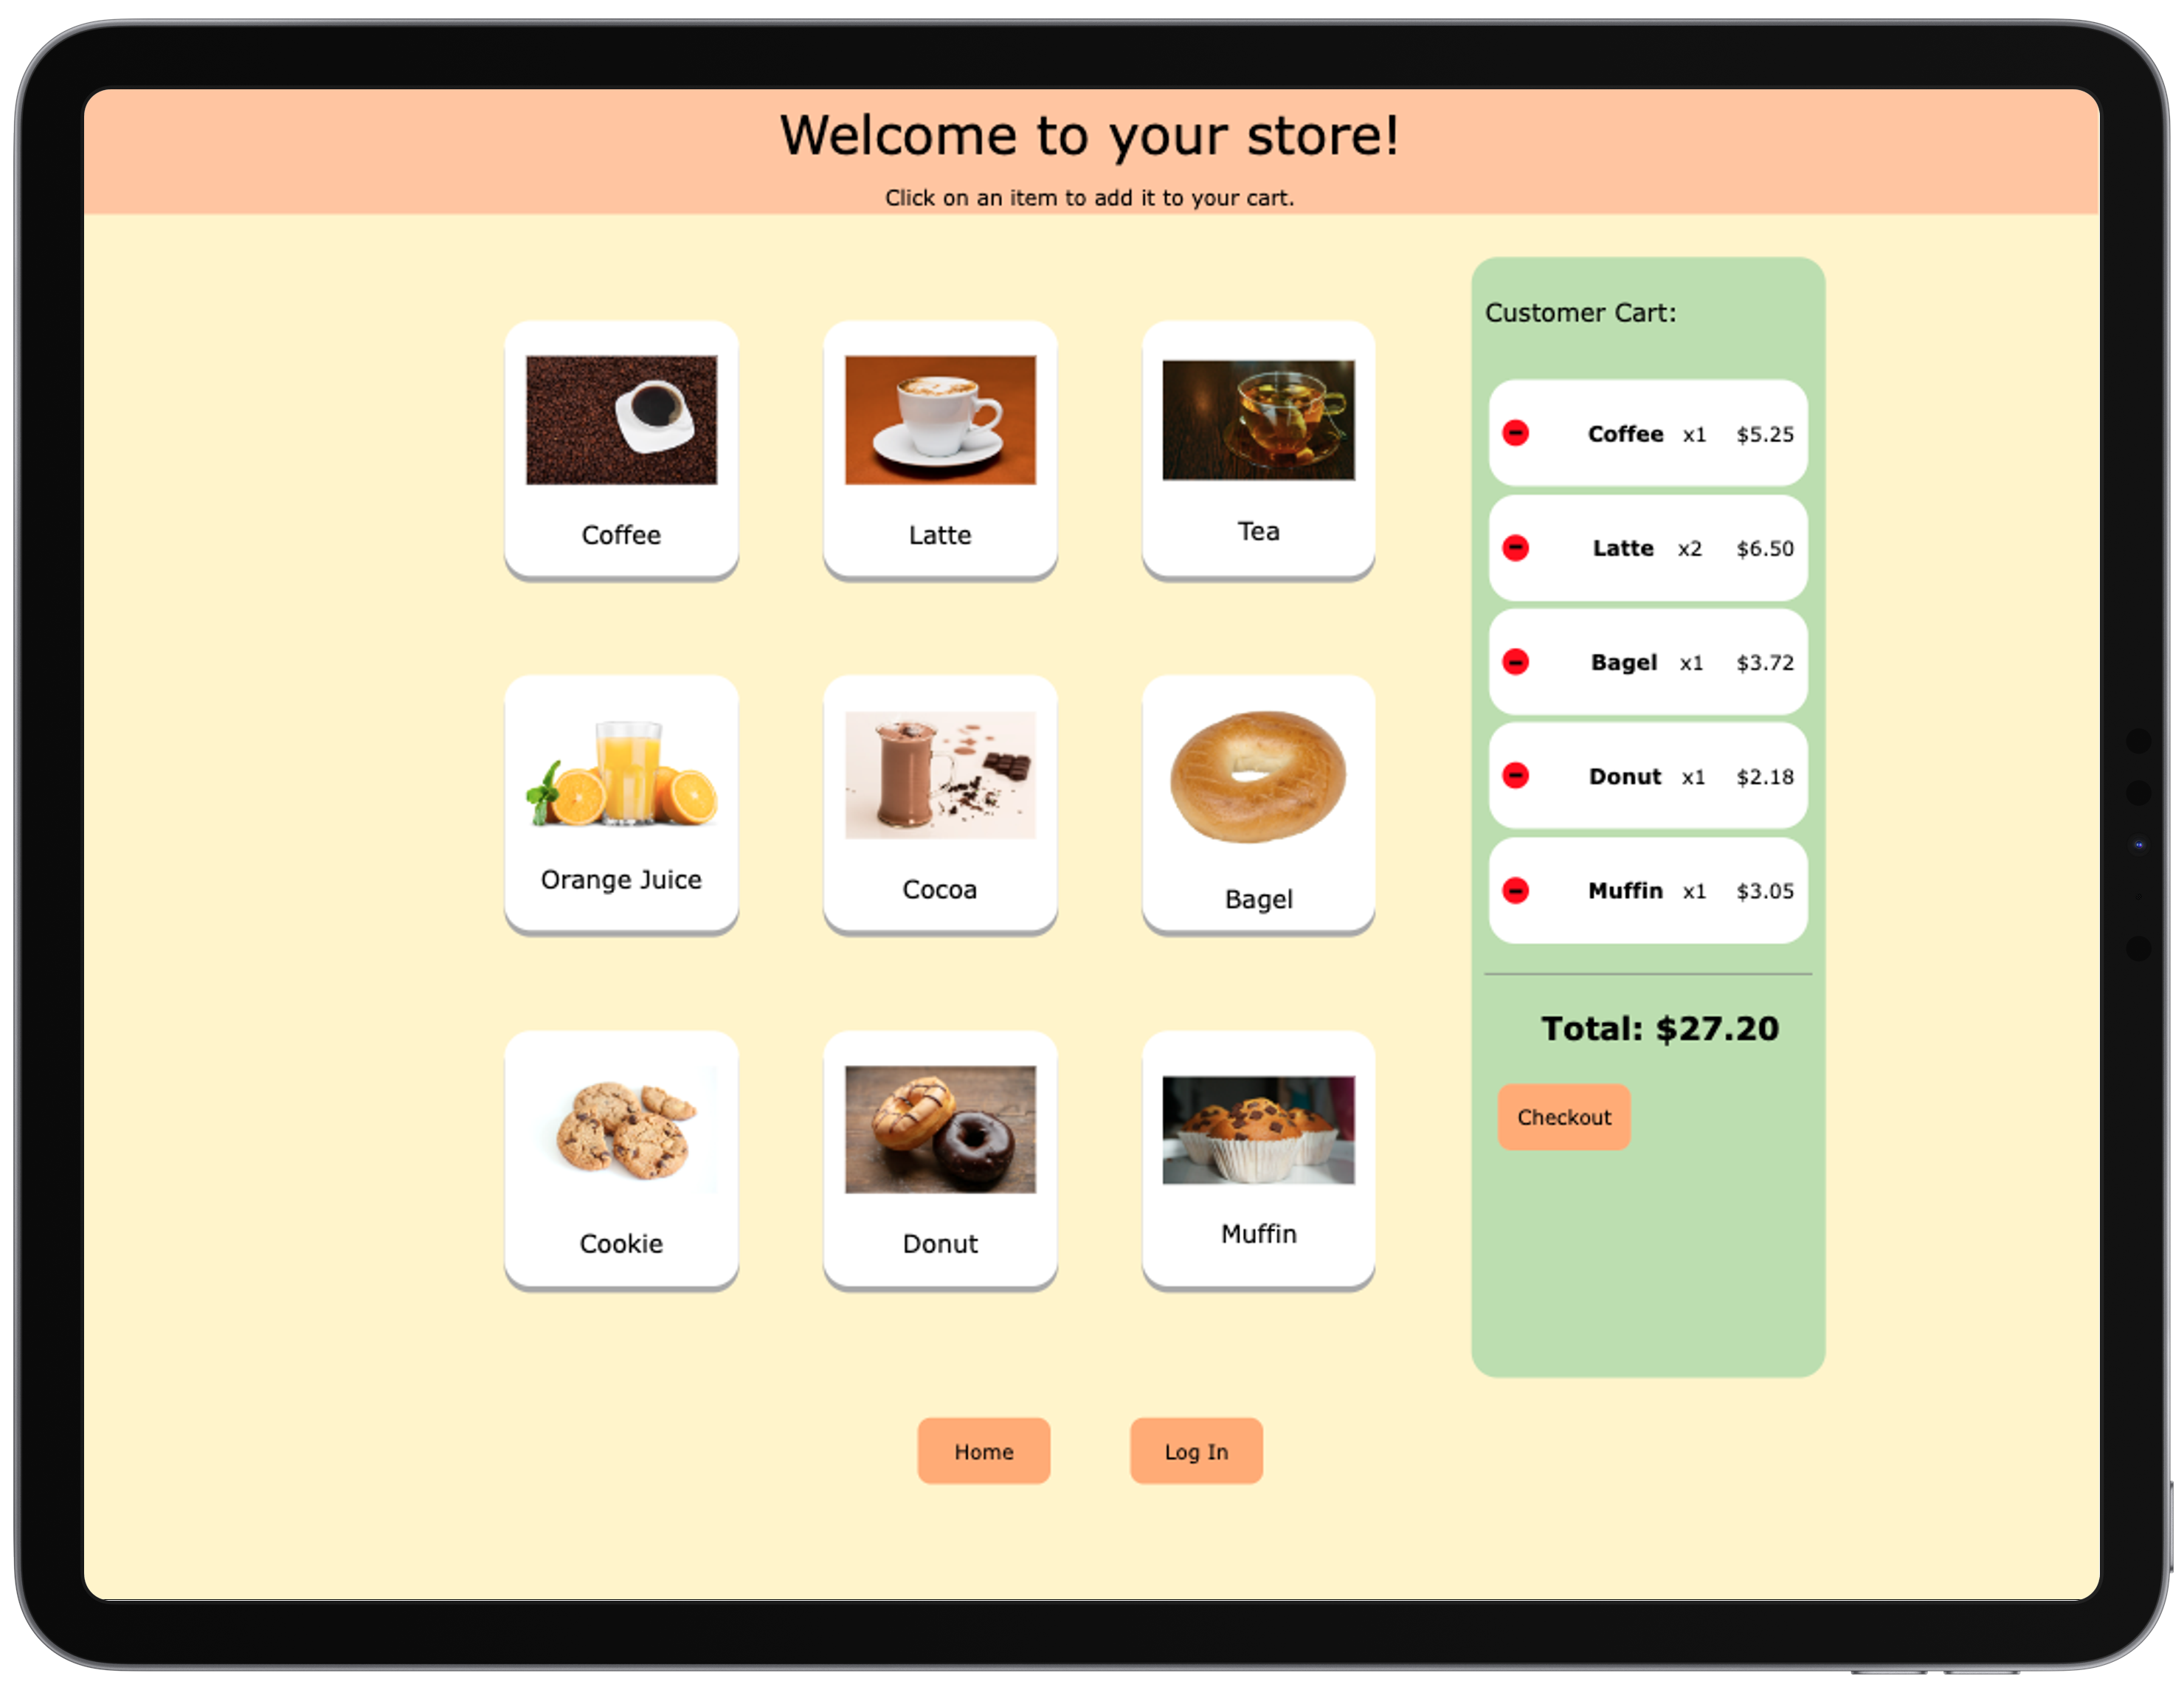 Welcome to your store!
Click on an item to add it to your cart.
Coffee
Latte
Tea
Orange Juice
Cocoa
Bagel
Cookie
Donut
Muffin
Customer Cart:
Coffee x1 $5.25
Latte x2 $6.50
Bagel x1 $3.72
Donut x1 $2.18
Muffin x1 $3.05
Total: $27.20
Checkout
Home
Log In